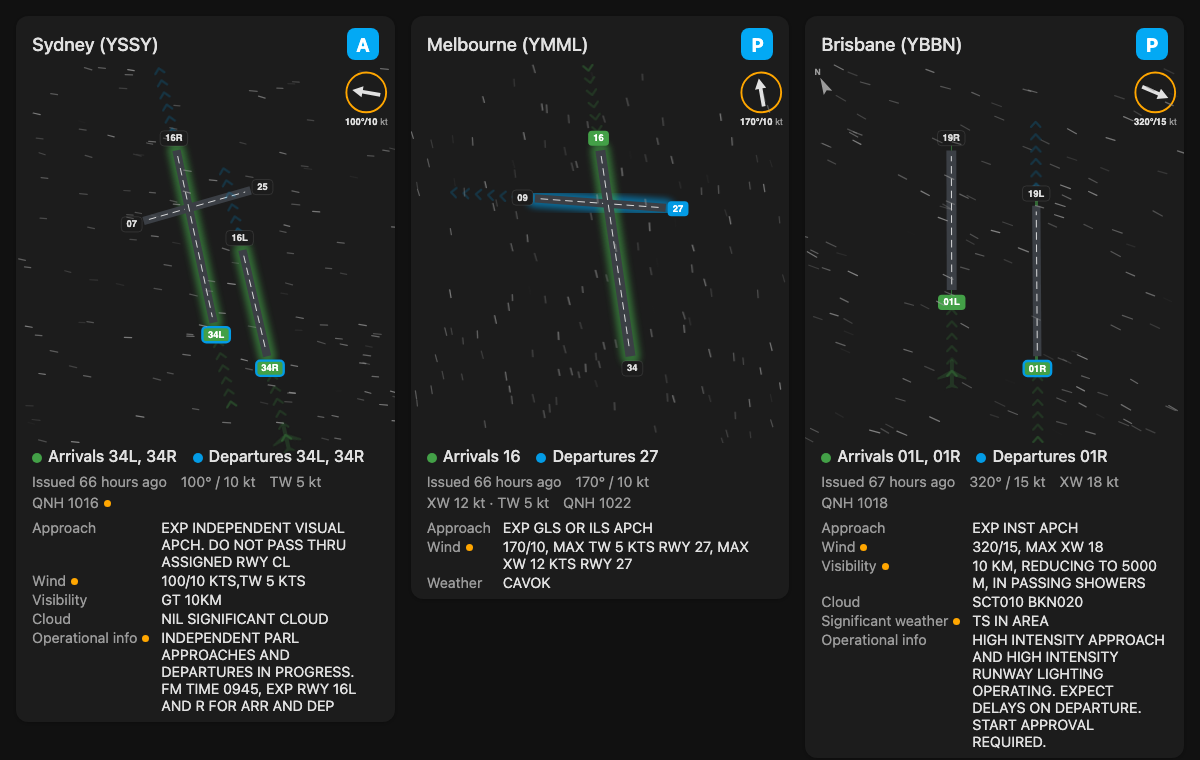 Sydney (YSSY)
A
100°/10 kt
16R
25
07
16L
34L
34R
Arrivals 34L, 34R Departures 34L, 34R
Issued 66 hours ago 100° / 10 kt TW 5 kt
QNH 1016
Approach EXP INDEPENDENT VISUAL
APCH. DO NOT PASS THRU
ASSIGNED RWY CL
Wind 100/10 KTS,TW 5 KTS
Visibility GT 10KM
Cloud NIL SIGNIFICANT CLOUD
Operational info INDEPENDENT PARL
APPROACHES AND
DEPARTURES IN PROGRESS.
FM TIME 0945, EXP RWY 16L
AND R FOR ARR AND DEP
Melbourne (YMML)
P
170°/10 kt
16
09
27
34
Arrivals 16 Departures 27
Issued 66 hours ago 170° / 10 kt
XW 12 kt · TW 5 kt QNH 1022
Approach EXP GLS OR ILS APCH
Wind 170/10, MAX TW 5 KTS RWY 27, MAX
XW 12 KTS RWY 27
Weather CAVOK
Brisbane (YBBN)
P
N
320°/15 kt
19R
19L
01L
01R
Arrivals 01L, 01R Departures 01R
Issued 67 hours ago 320° / 15 kt XW 18 kt
QNH 1018
Approach EXP INST APCH
Wind 320/15, MAX XW 18
Visibility 10 KM, REDUCING TO 5000
M, IN PASSING SHOWERS
Cloud SCT010 BKN020
Significant weather TS IN AREA
Operational info HIGH INTENSITY APPROACH
AND HIGH INTENSITY
RUNWAY LIGHTING
OPERATING. EXPECT
DELAYS ON DEPARTURE.
START APPROVAL
REQUIRED.